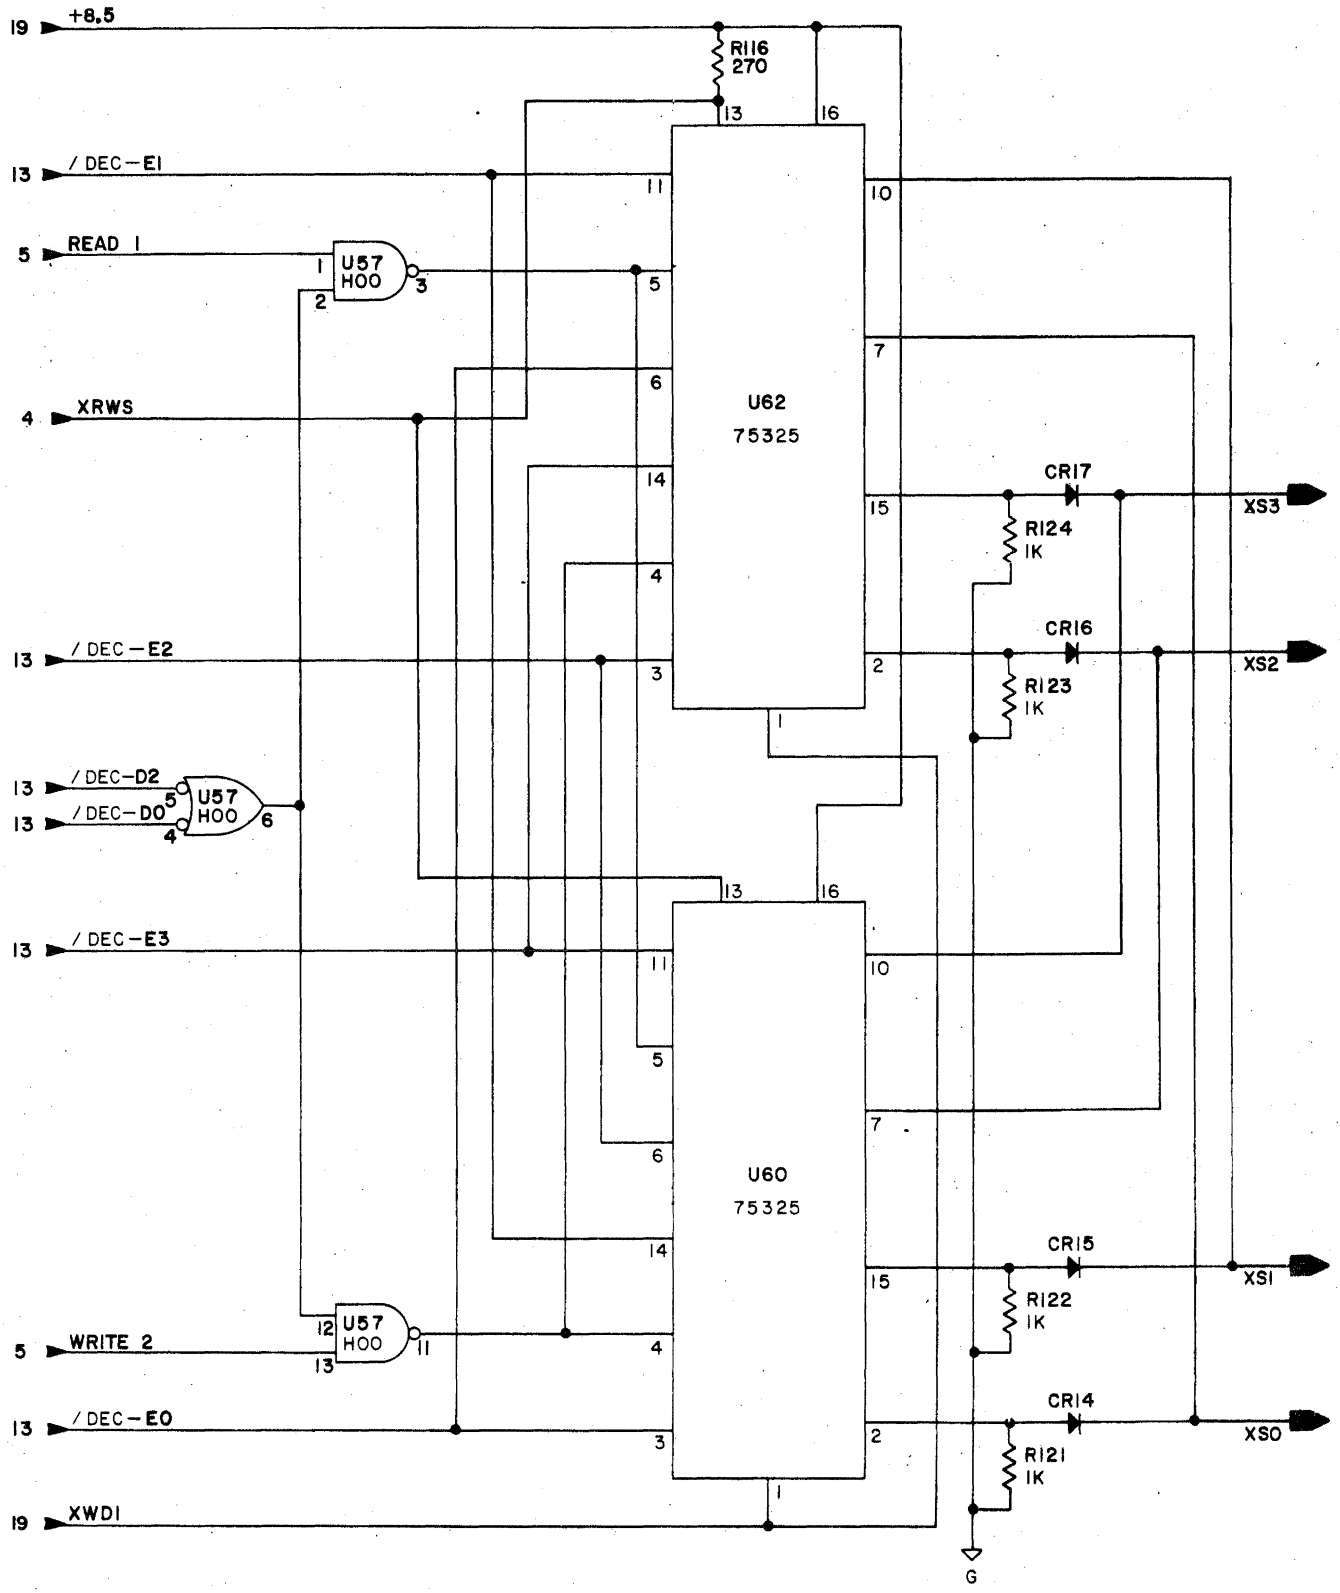 19 +8.5
R116
270
13 16
13 /DEC-E1
11 10
5 READ 1
1 U57
H00
2 3
5
7
6
4 XRWS
U62
75325
14
15
CR17
XS3
R124
1K
4
13 /DEC-E2
3
2
CR16
XS2
R123
1K
1
13 /DEC-D2
5
U57
H00
13 /DEC-D0
4 6
13 16
13 /DEC-E3
11 10
5
7
6
U60
75325
14
15
CR15
XS1
R122
1K
12 U57
H00
11
5 WRITE 2
13
4
13 /DEC-E0
3
2
CR14
XS0
R121
1K
1
19 XWD1
G